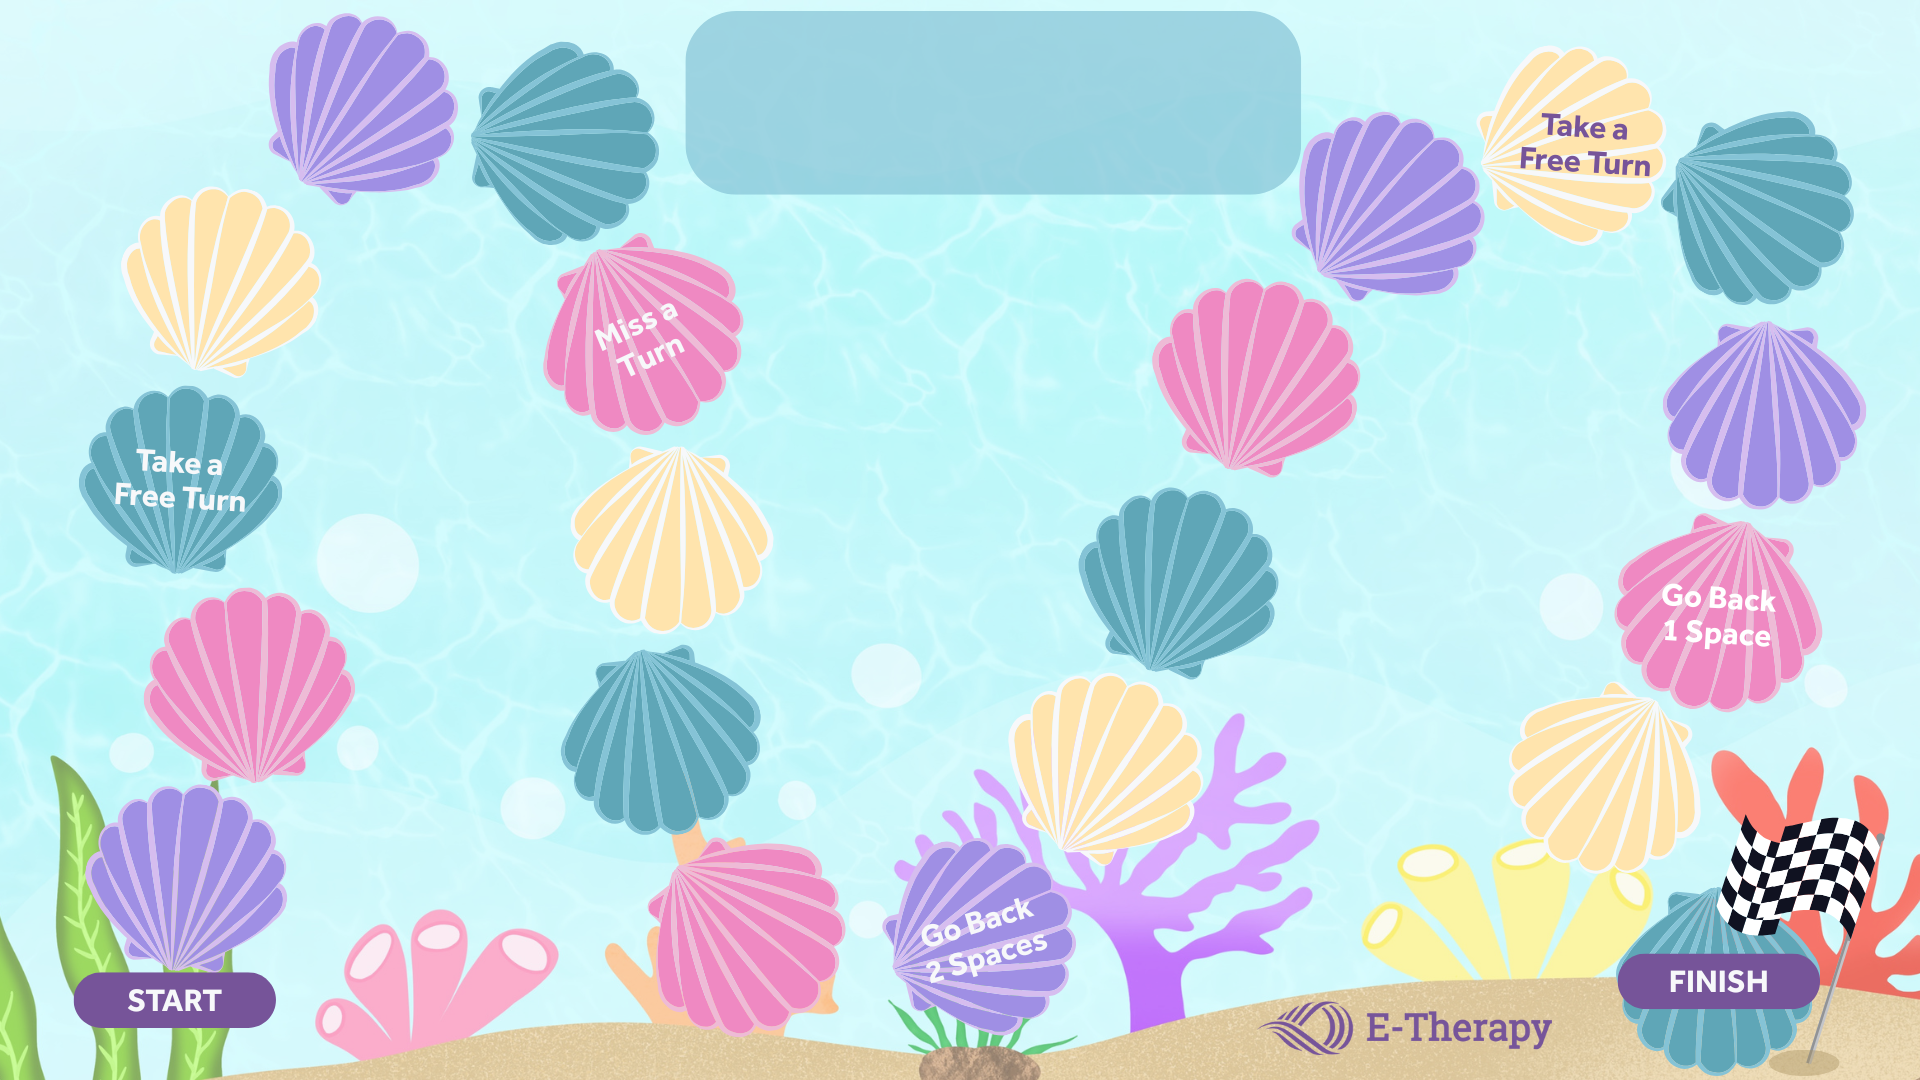 Take a
Free Turn
Miss a
Turn
Take a
Free Turn
Go Back
1 Space
Go Back
2 Spaces
START
FINISH
E-Therapy